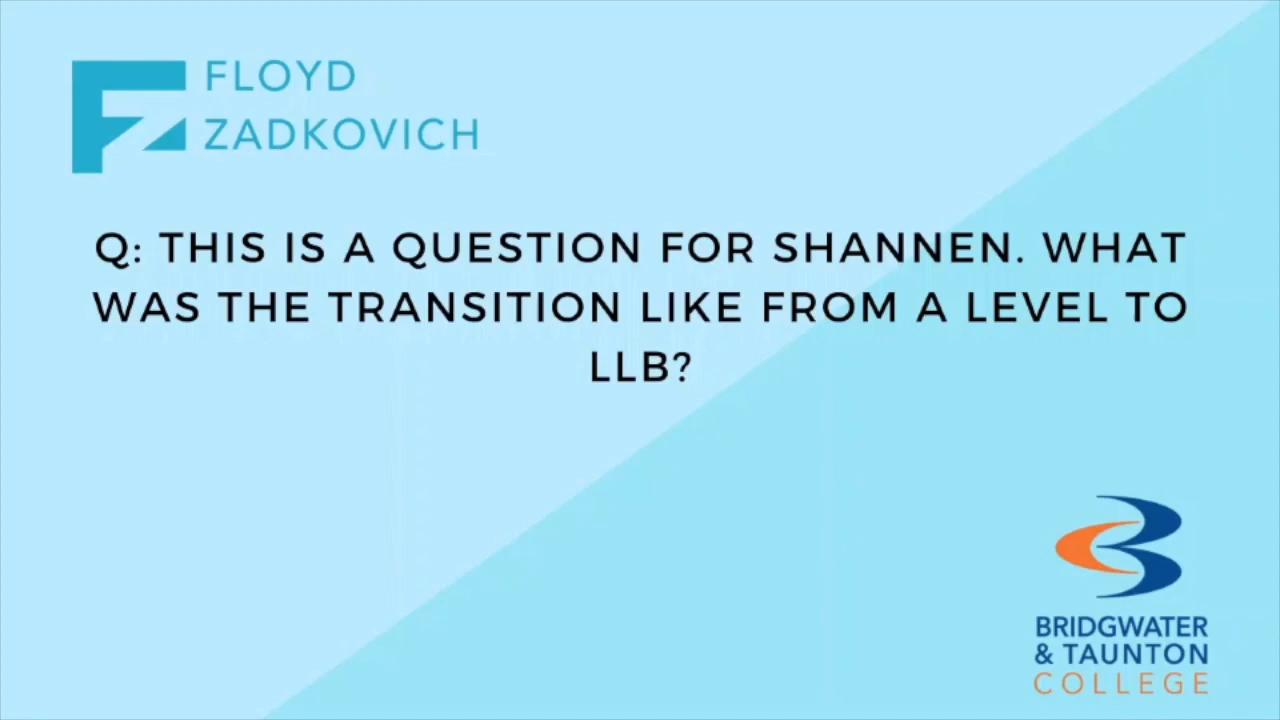 FLOYD
ZADKOVICH
Q: THIS IS A QUESTION FOR SHANNEN. WHAT
WAS THE TRANSITION LIKE FROM A LEVEL TO
LLB?
BRIDGWATER
& TAUNTON
COLLEGE